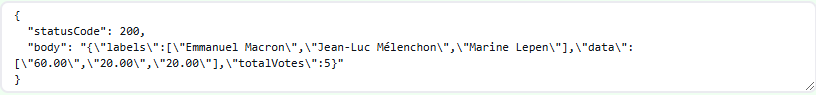 {
"statusCode": 200,
"body": "{\"labels\":[\"Emmanuel Macron\",\"Jean-Luc Mélenchon\",\"Marine Lepen\"],\"data\":
[\"60.00\",\"20.00\",\"20.00\"],\"totalVotes\":5}"
}